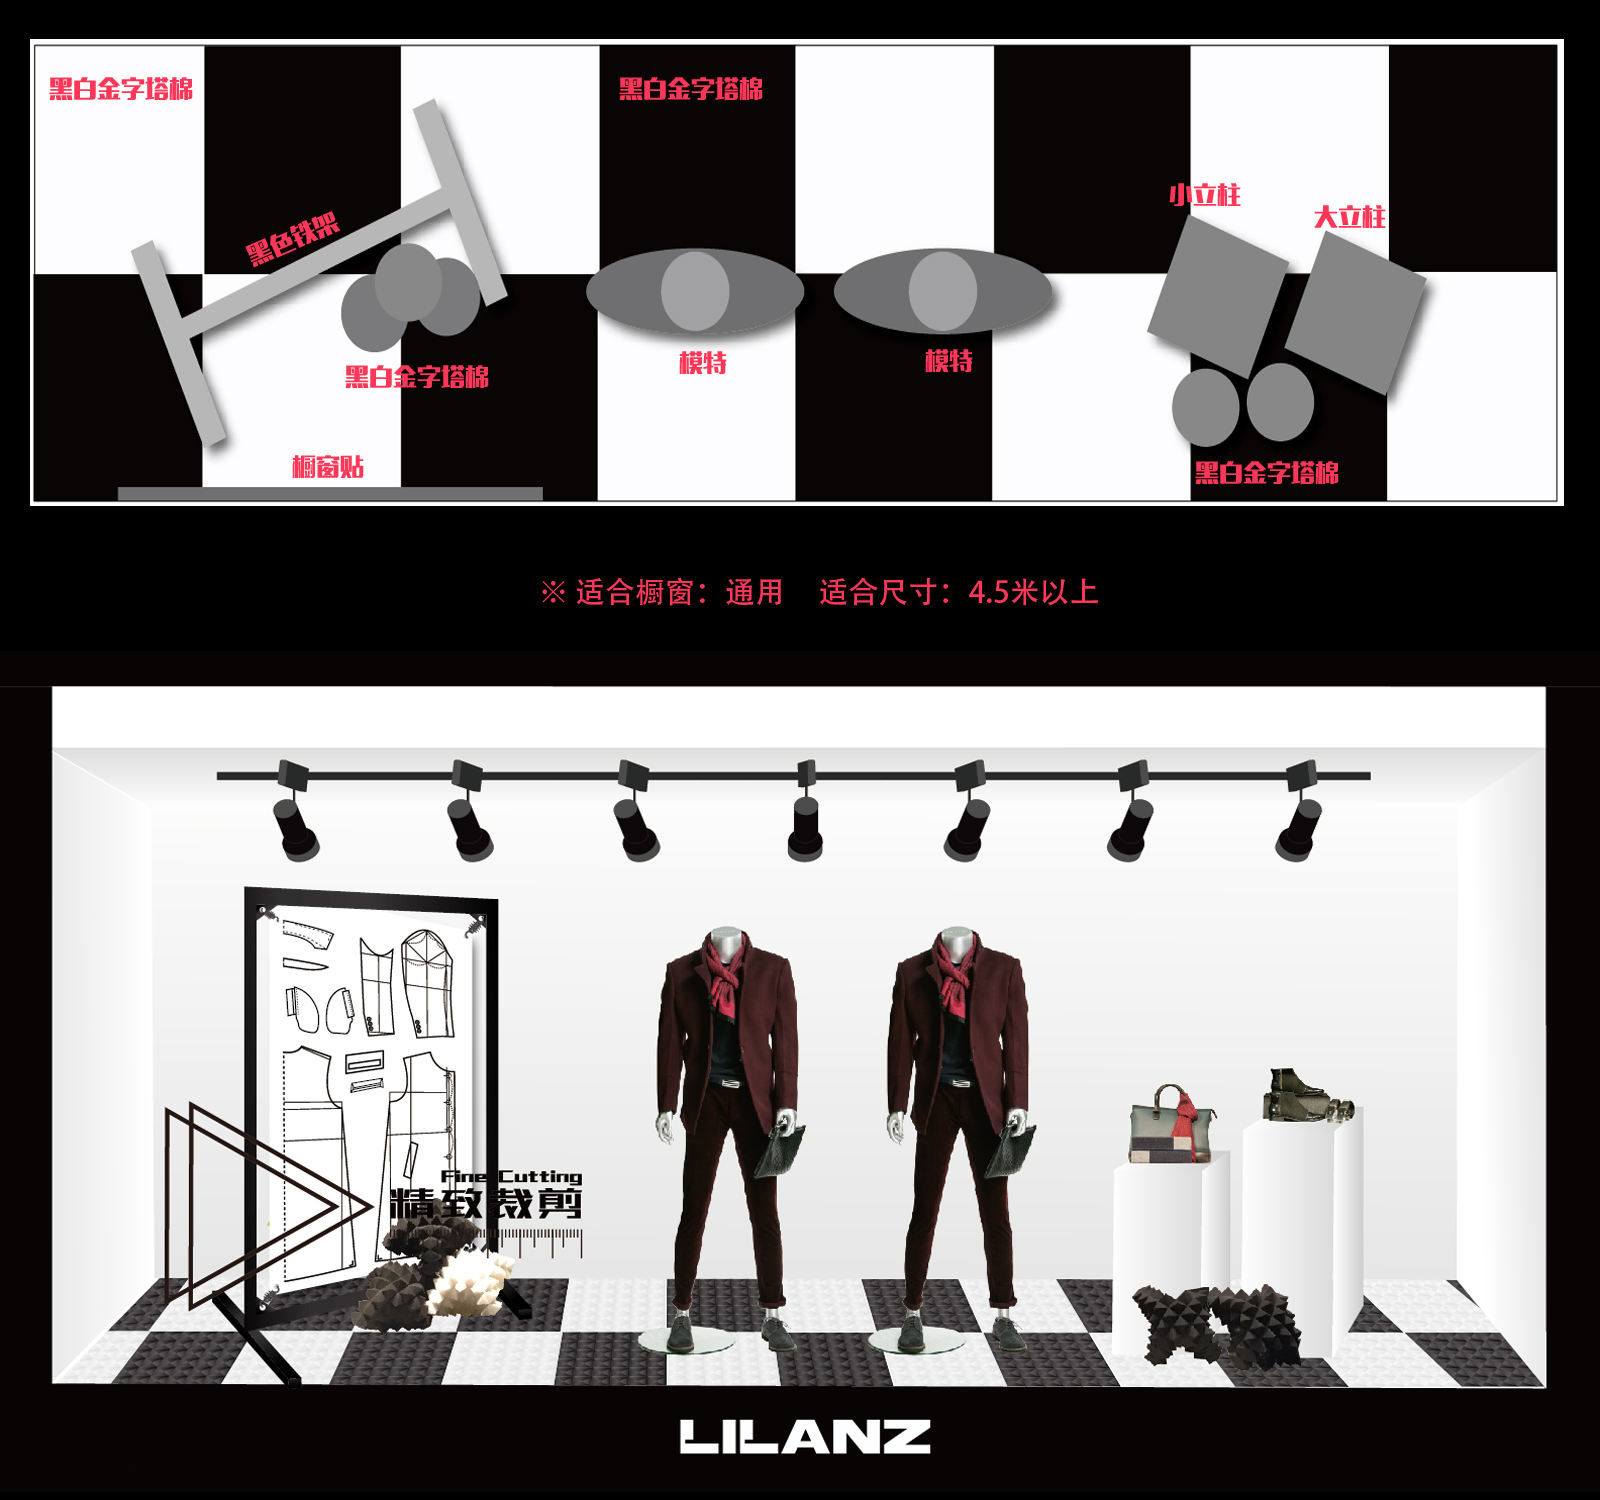 黑白金字塔棉
黑白金字塔棉
小立柱
大立柱
黑色铁架
模特
模特
黑白金字塔棉
橱窗贴
黑白金字塔棉
※ 适合橱窗：通用 适合尺寸：4.5米以上
Fine Cutting
精致裁剪
LILANZ